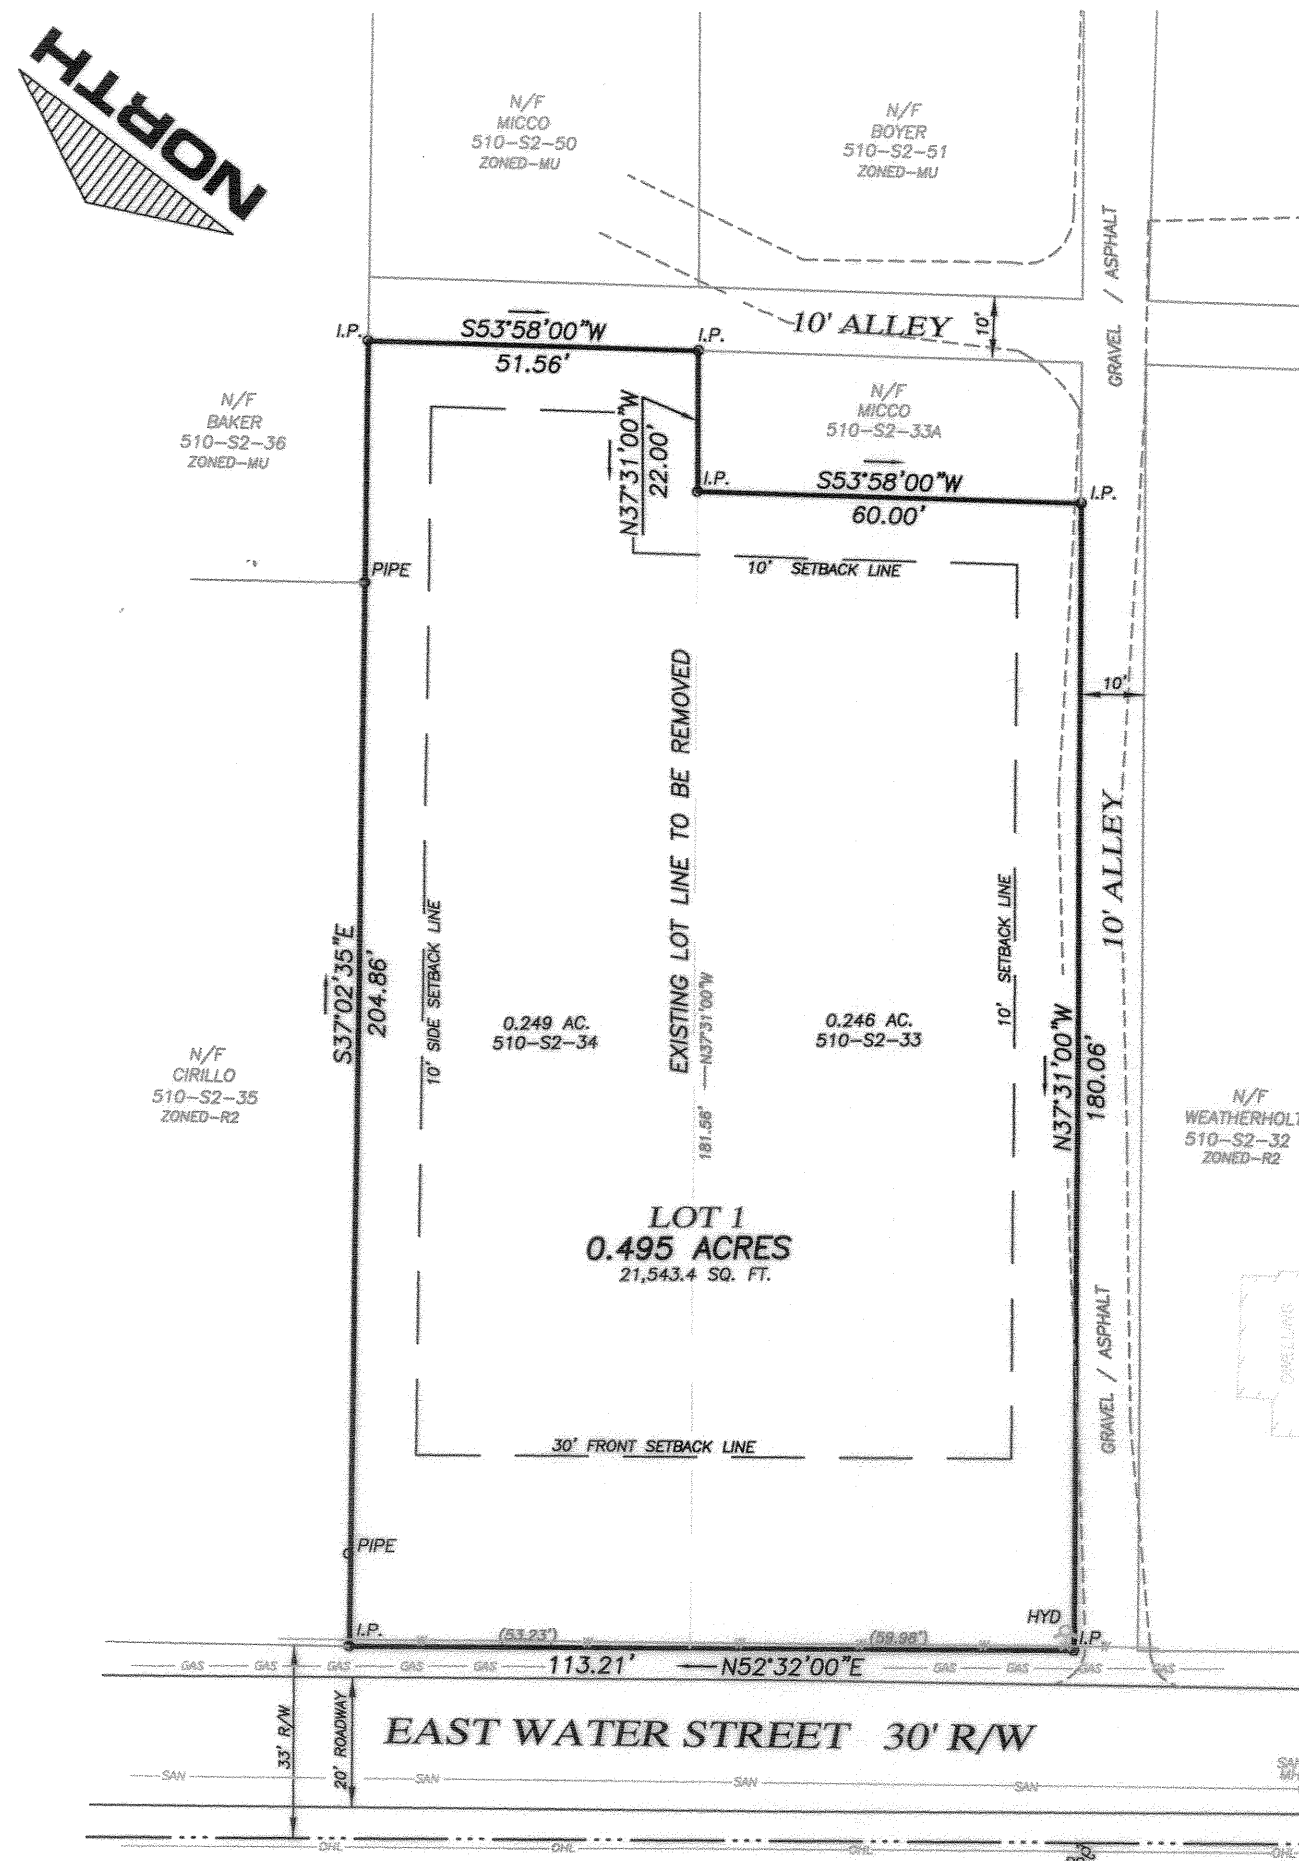 NORTH
N/F
MICCO
510-S2-50
ZONED-MU
N/F
BOYER
510-S2-51
ZONED-MU
GRAVEL / ASPHALT
I.P.
S53°58'00"W
51.56'
I.P.
10' ALLEY
10'
N/F
BAKER
510-S2-36
ZONED-MU
N37°31'00"W
22.00'
N/F
MICCO
510-S2-33A
I.P.
S53°58'00"W
60.00'
I.P.
PIPE
10' SETBACK LINE
10'
EXISTING LOT LINE TO BE REMOVED
10' ALLEY
S37°02'35"E
204.86'
10' SIDE SETBACK LINE
0.249 AC.
510-S2-34
181.56' N37°31'00"W
0.246 AC.
510-S2-33
10' SETBACK LINE
N37°31'00"W
180.06'
N/F
CIRILLO
510-S2-35
ZONED-R2
N/F
WEATHERHOLT
510-S2-32
ZONED-R2
LOT 1
0.495 ACRES
21,543.4 SQ. FT.
DWELLING
GRAVEL / ASPHALT
30' FRONT SETBACK LINE
PIPE
HYD
I.P.
(53.23')
W
W
W
(59.98')
W
W
I.P.
GAS GAS GAS GAS GAS
113.21' N52°32'00"E
GAS GAS GAS GAS
33' R/W
20' ROADWAY
EAST WATER STREET 30' R/W
SAN SAN SAN SAN
SAN
MH
OHL OHL OHL OHL